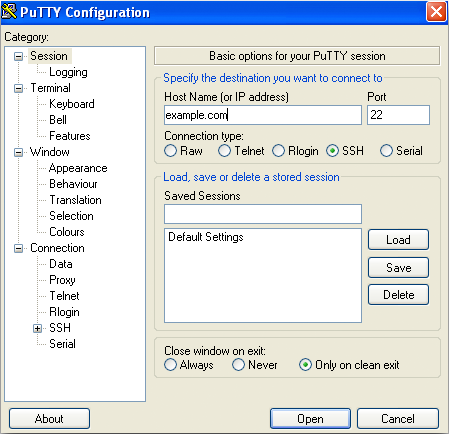 PuTTY Configuration
Category:
Session
Logging
Terminal
Keyboard
Bell
Features
Window
Appearance
Behaviour
Translation
Selection
Colours
Connection
Data
Proxy
Telnet
Rlogin
SSH
Serial
Basic options for your PuTTY session
Specify the destination you want to connect to
Host Name (or IP address) Port
example.com 22
Connection type:
Raw Telnet Rlogin SSH Serial
Load, save or delete a stored session
Saved Sessions
Default Settings
Load
Save
Delete
Close window on exit:
Always Never Only on clean exit
About Open Cancel